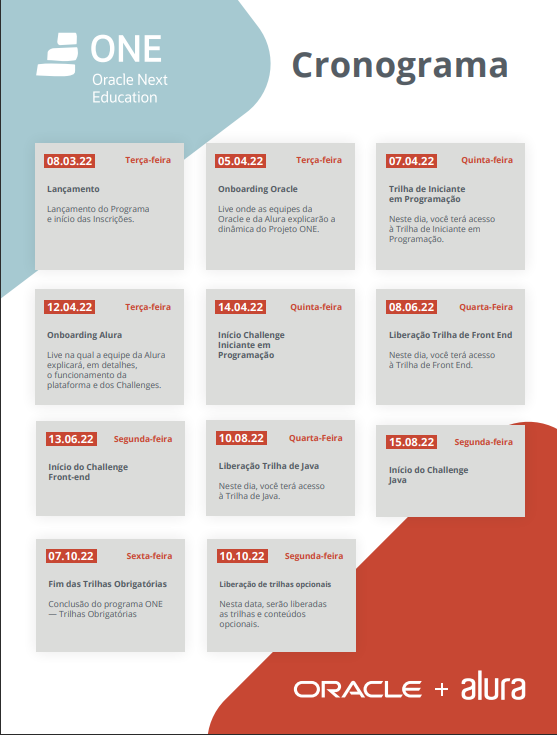 ONE
Oracle Next
Education
Cronograma
08.03.22 Terça-feira
Lançamento
Lançamento do Programa
e início das Inscrições.
05.04.22 Terça-feira
Onboarding Oracle
Live onde as equipes da
Oracle e da Alura explicarão a
dinâmica do Projeto ONE.
07.04.22 Quinta-feira
Trilha de Iniciante
em Programação
Neste dia, você terá acesso
à Trilha de Iniciante em
Programação.
12.04.22 Terça-feira
Onboarding Alura
Live na qual a equipe da Alura
explicará, em detalhes,
o funcionamento da
plataforma e dos Challenges.
14.04.22 Quinta-feira
Início Challenge
Iniciante em
Programação
08.06.22 Quarta-Feira
Liberação Trilha de Front End
Neste dia, você terá acesso
à Trilha de Front End.
13.06.22 Segunda-feira
Início do Challenge
Front-end
10.08.22 Quarta-Feira
Liberação Trilha de Java
Neste dia, você terá acesso
à Trilha de Java.
15.08.22 Segunda-feira
Início do Challenge
Java
07.10.22 Sexta-feira
Fim das Trilhas Obrigatórias
Conclusão do programa ONE
— Trilhas Obrigatórias
10.10.22 Segunda-feira
Liberação de trilhas opcionais
Nesta data, serão liberadas
as trilhas e conteúdos
opcionais.
ORACLE + alura